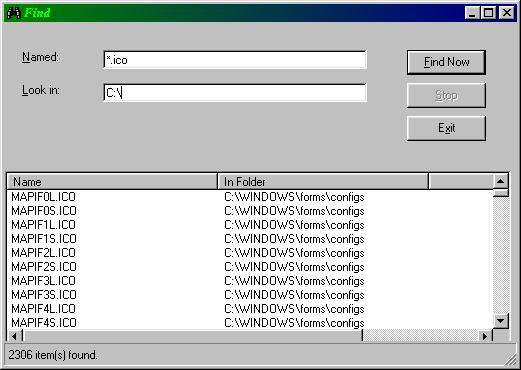 Find
Named: *.ico Find Now
Look in: C:\ Stop
Exit
Name In Folder
MAPIF0L.ICO C:\WINDOWS\forms\configs
MAPIF0S.ICO C:\WINDOWS\forms\configs
MAPIF1L.ICO C:\WINDOWS\forms\configs
MAPIF1S.ICO C:\WINDOWS\forms\configs
MAPIF2L.ICO C:\WINDOWS\forms\configs
MAPIF2S.ICO C:\WINDOWS\forms\configs
MAPIF3L.ICO C:\WINDOWS\forms\configs
MAPIF3S.ICO C:\WINDOWS\forms\configs
MAPIF4L.ICO C:\WINDOWS\forms\configs
MAPIF4S.ICO C:\WINDOWS\forms\configs
2306 item(s) found.